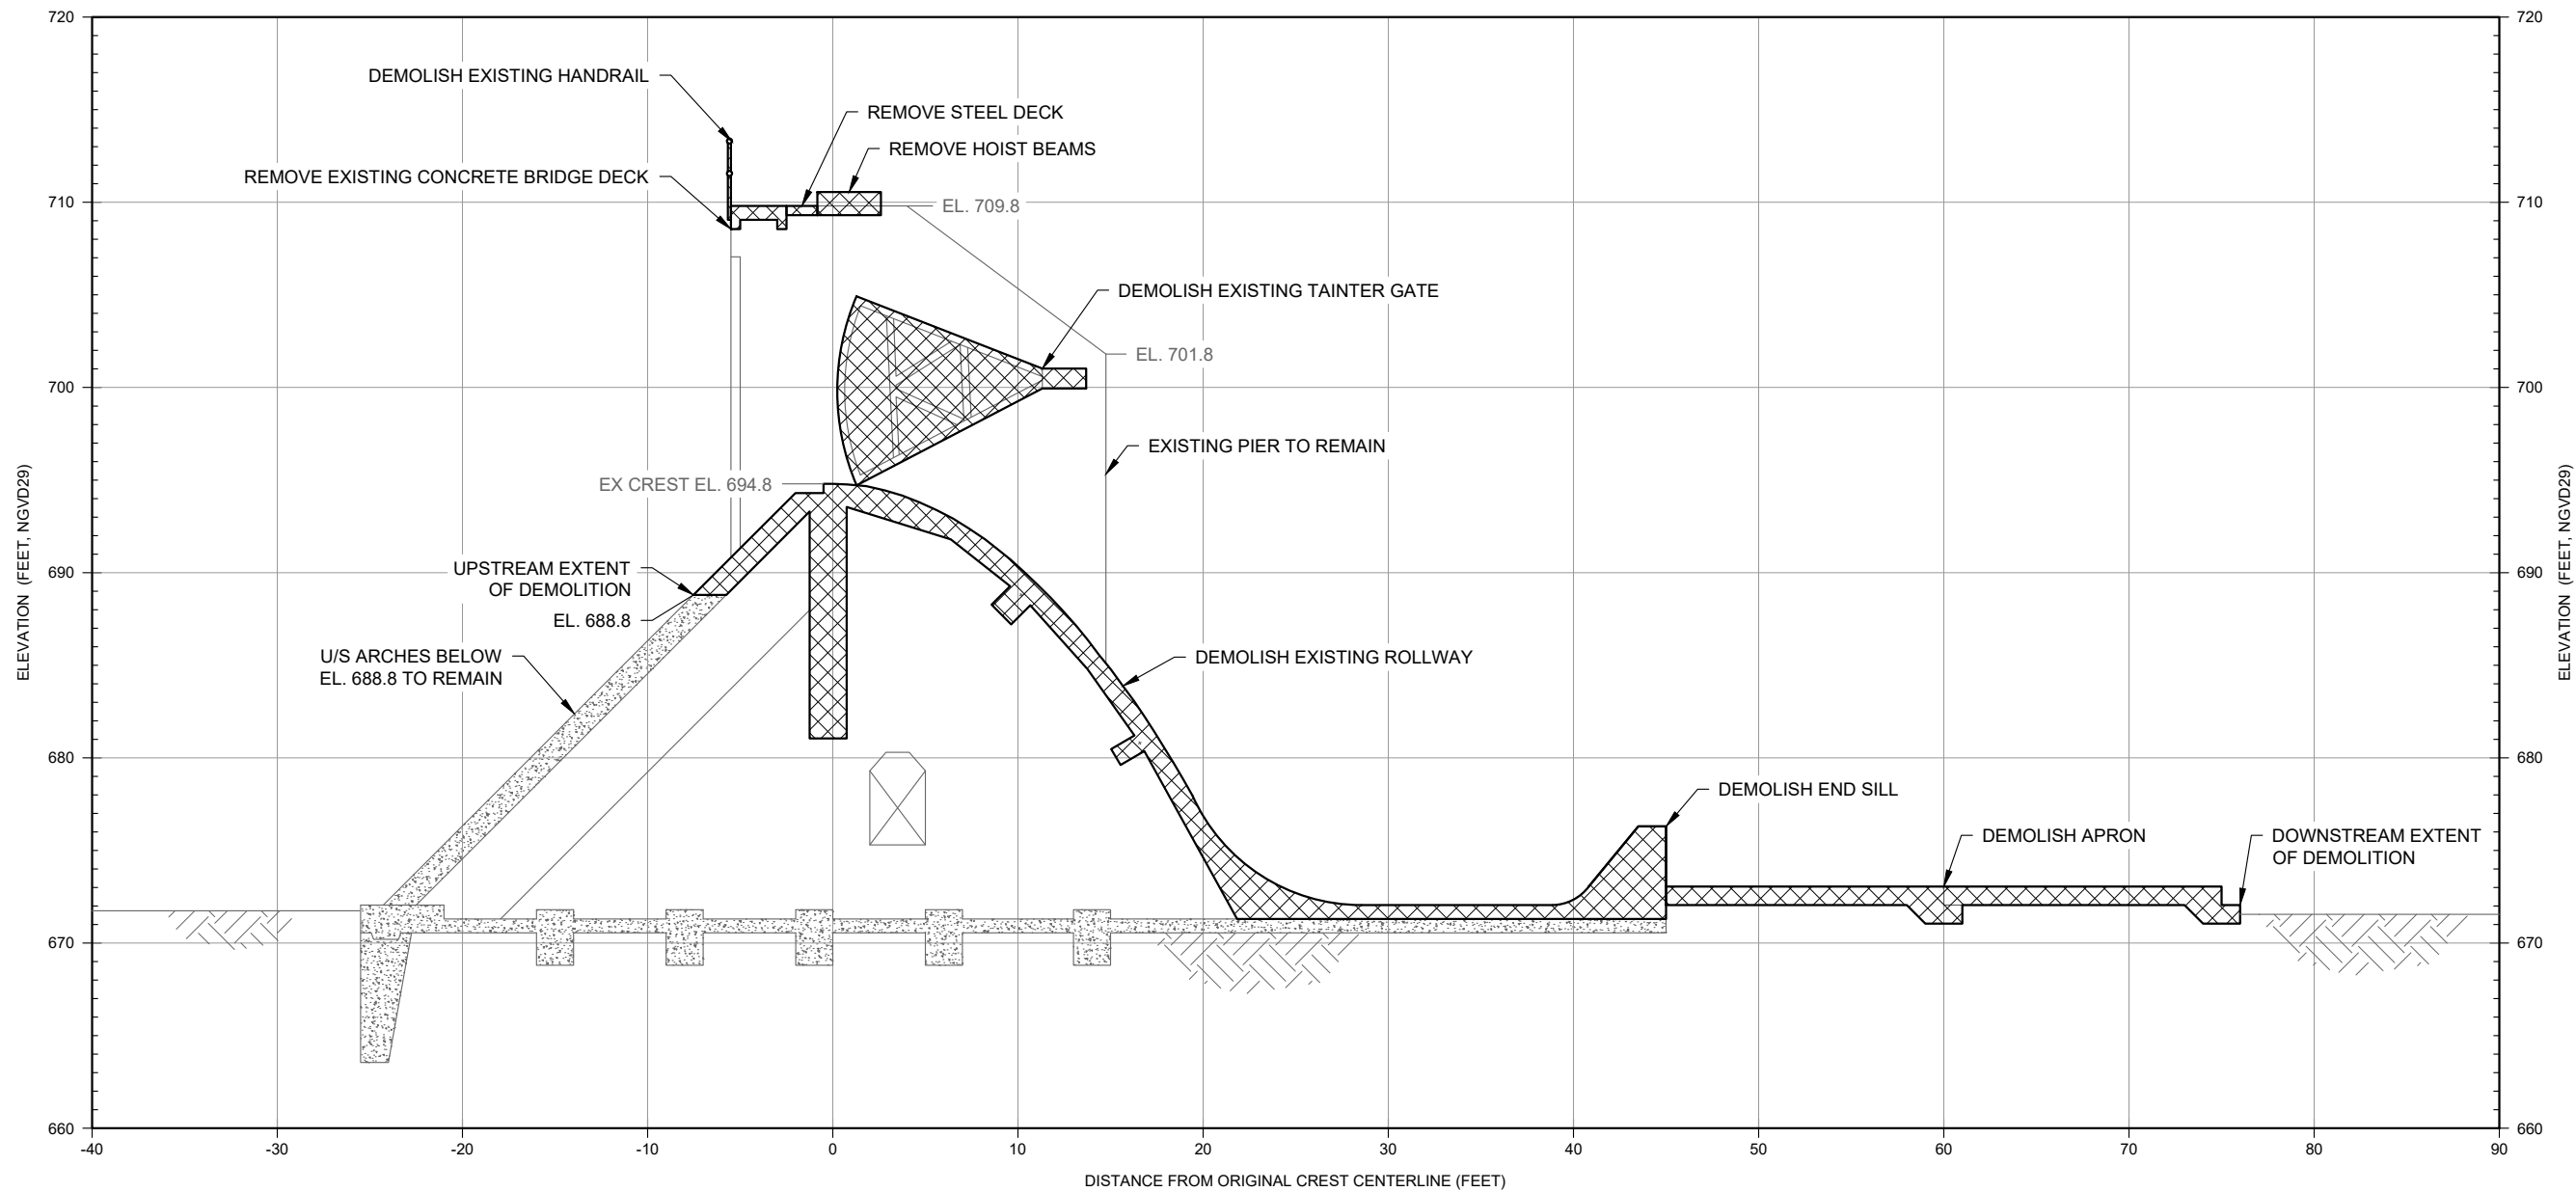 720
720
DEMOLISH EXISTING HANDRAIL
REMOVE STEEL DECK
REMOVE HOIST BEAMS
REMOVE EXISTING CONCRETE BRIDGE DECK
710
EL. 709.8
710
DEMOLISH EXISTING TAINTER GATE
EL. 701.8
700
700
EXISTING PIER TO REMAIN
EX CREST EL. 694.8
ELEVATION (FEET, NGVD29)
ELEVATION (FEET, NGVD29)
690
690
UPSTREAM EXTENT
OF DEMOLITION
EL. 688.8
U/S ARCHES BELOW
EL. 688.8 TO REMAIN
DEMOLISH EXISTING ROLLWAY
680
680
DEMOLISH END SILL
DEMOLISH APRON
DOWNSTREAM EXTENT
OF DEMOLITION
670
670
660
660
-40 -30 -20 -10 0 10 20 30 40 50 60 70 80 90
DISTANCE FROM ORIGINAL CREST CENTERLINE (FEET)